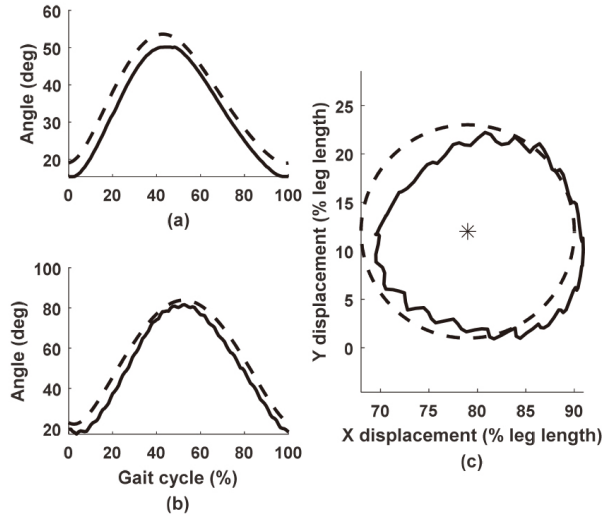 60
50
40
30
20
Angle (deg)
0 20 40 60 80 100
(a)
100
80
60
40
20
Angle (deg)
0 20 40 60 80 100
Gait cycle (%)
(b)
25
20
15
10
5
0
Y displacement (% leg length)
70 75 80 85 90
X displacement (% leg length)
(c)